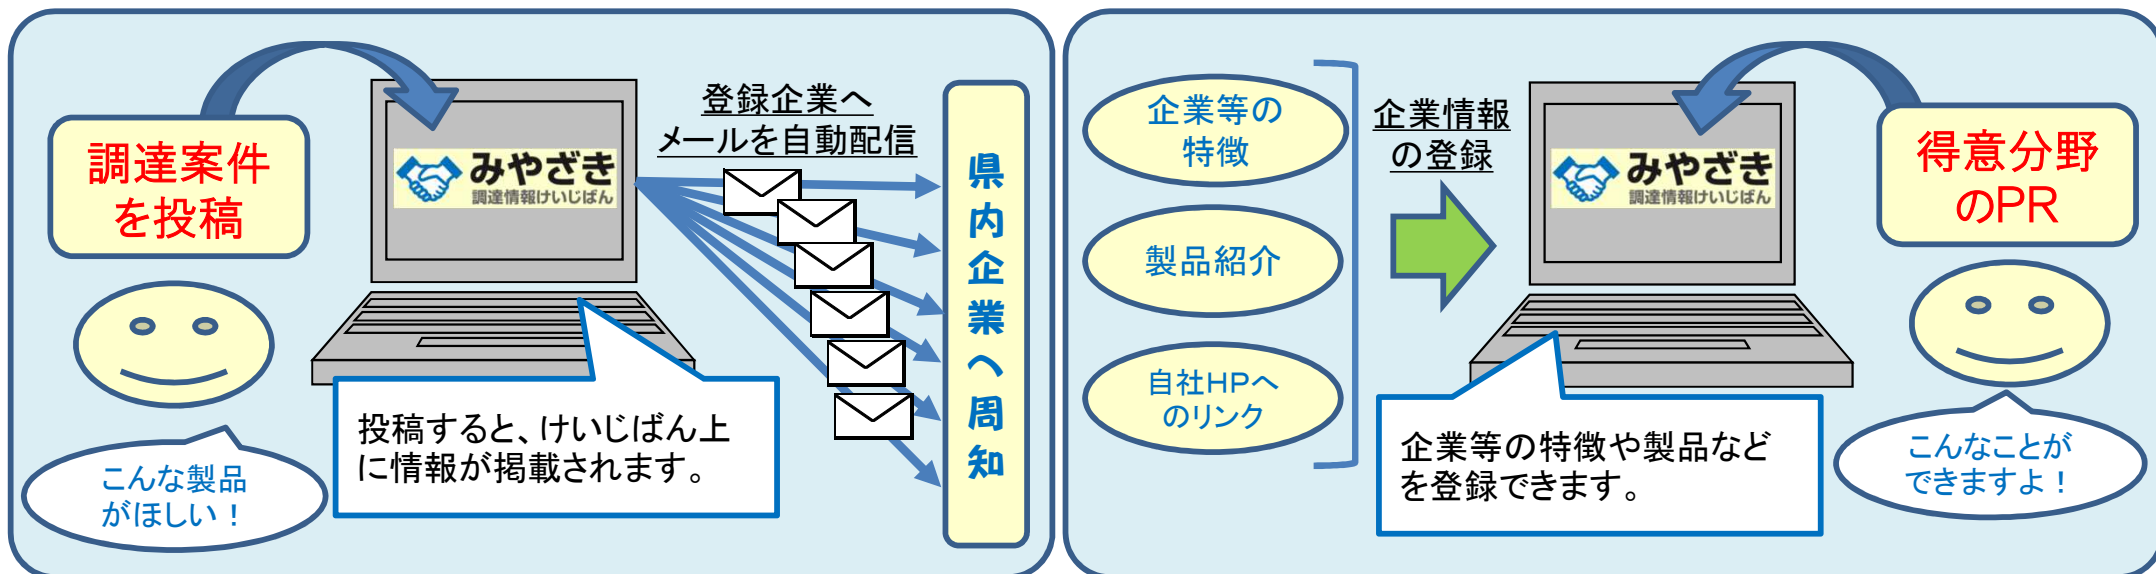 調達案件
を投稿
みやざき
調達情報けいじばん
登録企業へ
メールを自動配信
県内企業へ周知
投稿すると、けいじばん上
に情報が掲載されます。
こんな製品
がほしい！
企業等の
特徴
製品紹介
自社HPへ
のリンク
企業情報
の登録
みやざき
調達情報けいじばん
得意分野
のPR
企業等の特徴や製品など
を登録できます。
こんなことが
できますよ！